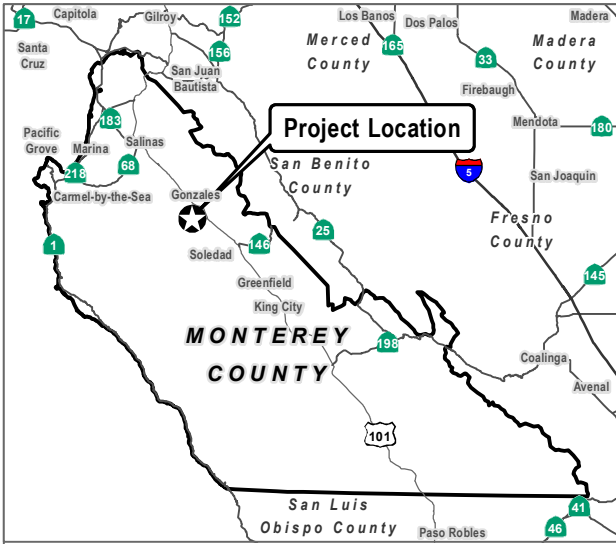 17
Capitola
Gilroy
152
Los Banos
Dos Palos
Madera
Santa
Cruz
156
Merced
County
165
33
Madera
County
San Juan
Bautista
Firebaugh
183
Project Location
Mendota
180
Pacific
Grove
Marina
Salinas
218
68
San Benito
County
5
San Joaquin
Carmel-by-the-Sea
Gonzales
Fresno
County
1
Soledad
146
25
145
Greenfield
King City
MONTEREY
COUNTY
198
Coalinga
Avenal
101
San Luis
Obispo County
41
46
Paso Robles